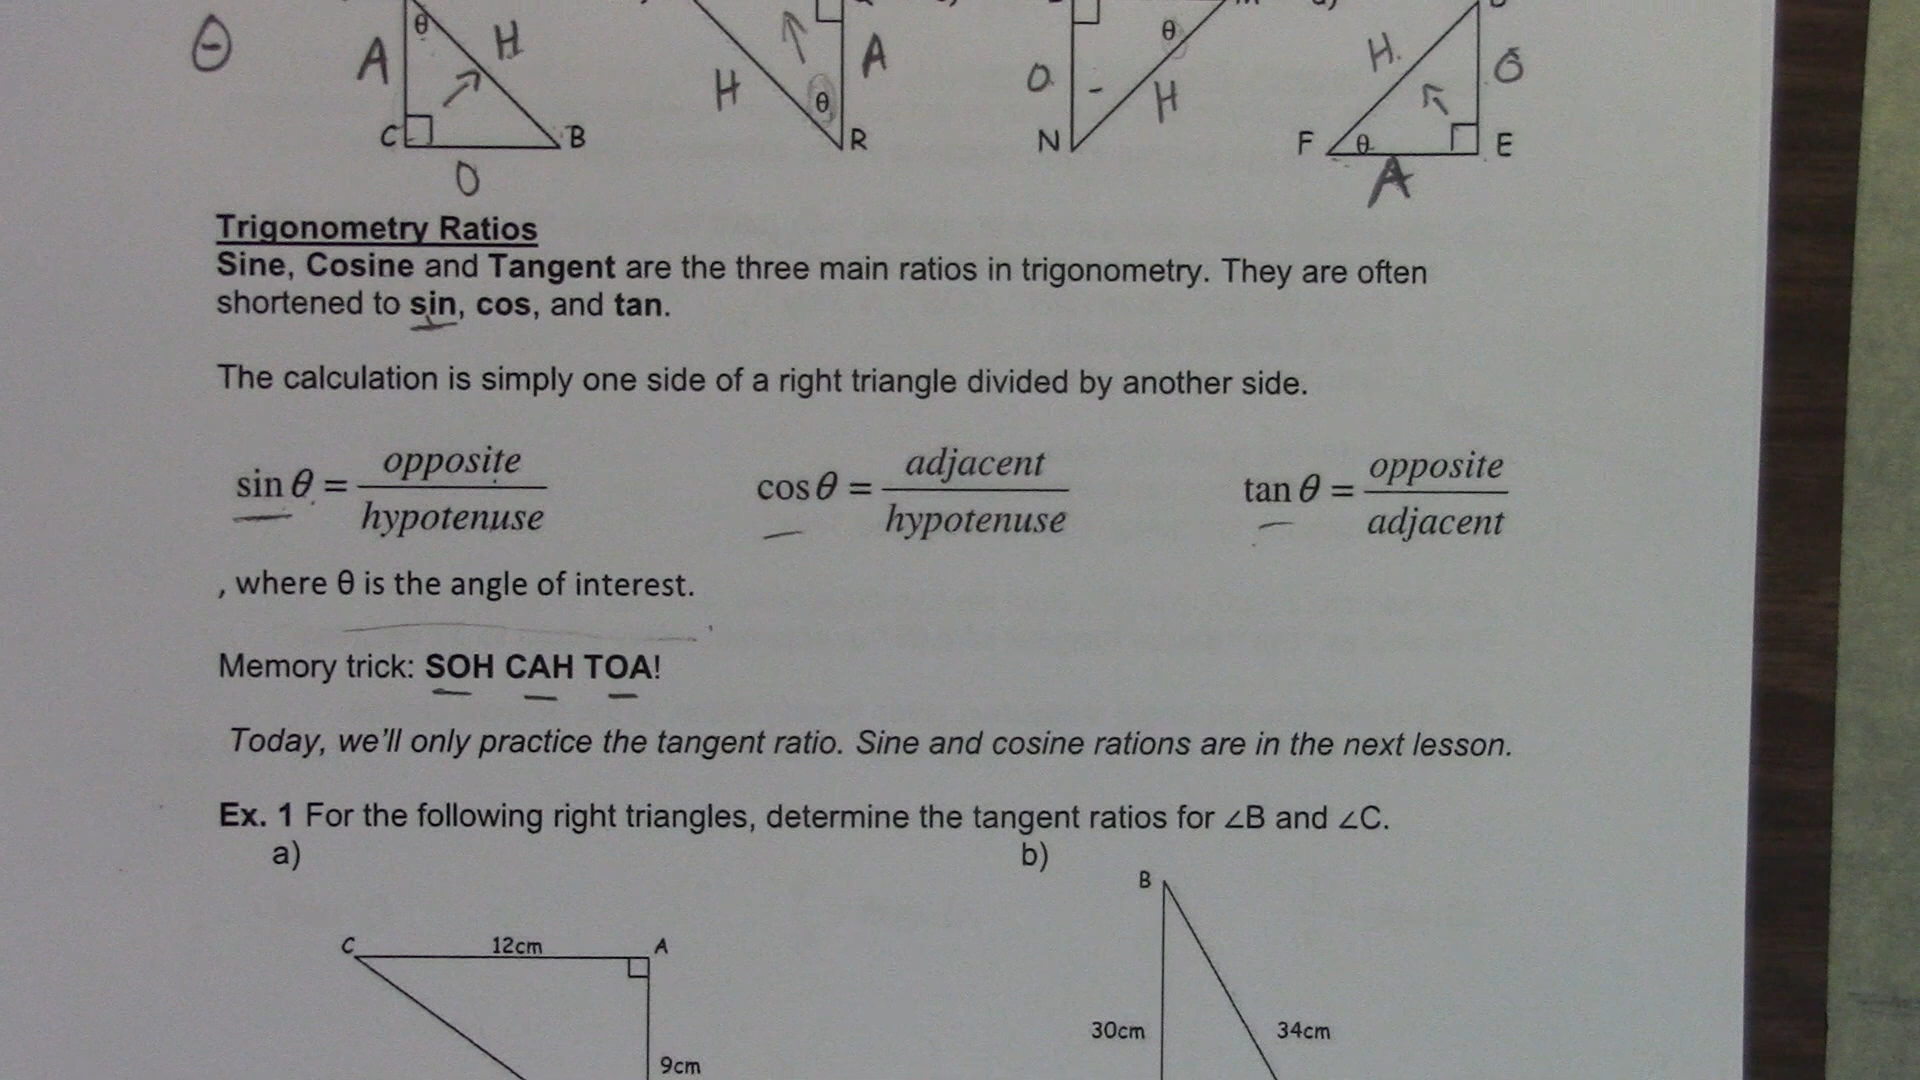 θ
A
θ
H
C
B
O
H
θ
A
R
O
θ
H
N
H.
O
F
θ
E
A
Trigonometry Ratios
Sine, Cosine and Tangent are the three main ratios in trigonometry. They are often
shortened to sin, cos, and tan.
The calculation is simply one side of a right triangle divided by another side.
sin θ = opposite / hypotenuse
cos θ = adjacent / hypotenuse
tan θ = opposite / adjacent
, where θ is the angle of interest.
Memory trick: SOH CAH TOA!
Today, we'll only practice the tangent ratio. Sine and cosine rations are in the next lesson.
Ex. 1 For the following right triangles, determine the tangent ratios for ∠B and ∠C.
a)
b)
B
C
12cm
A
30cm
34cm
9cm